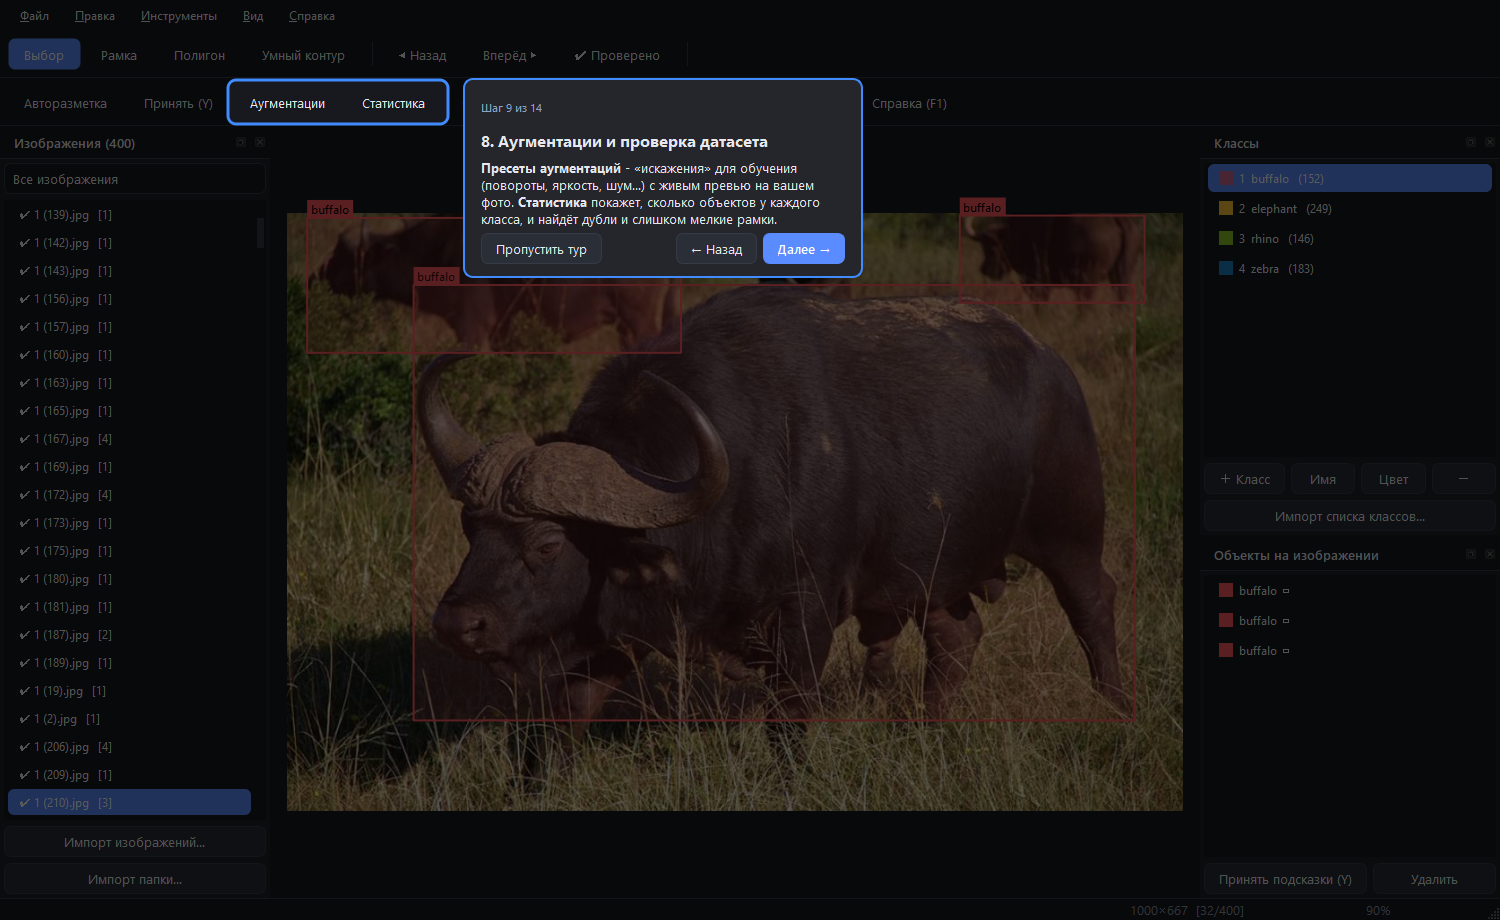 Файл Правка Инструменты Вид Справка
Выбор Рамка Полигон Умный контур ◂ Назад Вперёд ▸ ✔ Проверено
Авторазметка Принять (Y) Аугментации Статистика Справка (F1)
Изображения (400)
Все изображения
✔ 1 (139).jpg [1]
✔ 1 (142).jpg [1]
✔ 1 (143).jpg [1]
✔ 1 (156).jpg [1]
✔ 1 (157).jpg [1]
✔ 1 (160).jpg [1]
✔ 1 (163).jpg [1]
✔ 1 (165).jpg [1]
✔ 1 (167).jpg [4]
✔ 1 (169).jpg [1]
✔ 1 (172).jpg [4]
✔ 1 (173).jpg [1]
✔ 1 (175).jpg [1]
✔ 1 (180).jpg [1]
✔ 1 (181).jpg [1]
✔ 1 (187).jpg [2]
✔ 1 (189).jpg [1]
✔ 1 (19).jpg [1]
✔ 1 (2).jpg [1]
✔ 1 (206).jpg [4]
✔ 1 (209).jpg [1]
✔ 1 (210).jpg [3]
Импорт изображений...
Импорт папки...
Шаг 9 из 14
8. Аугментации и проверка датасета
Пресеты аугментаций - «искажения» для обучения
(повороты, яркость, шум...) с живым превью на вашем
фото. Статистика покажет, сколько объектов у каждого
класса, и найдёт дубли и слишком мелкие рамки.
Пропустить тур ← Назад Далее →
buffalo
buffalo
buffalo
Классы
1 buffalo (152)
2 elephant (249)
3 rhino (146)
4 zebra (183)
+ Класс Имя Цвет −
Импорт списка классов...
Объекты на изображении
buffalo ▭
buffalo ▭
buffalo ▭
Принять подсказки (Y) Удалить
1000×667 [32/400] 90%